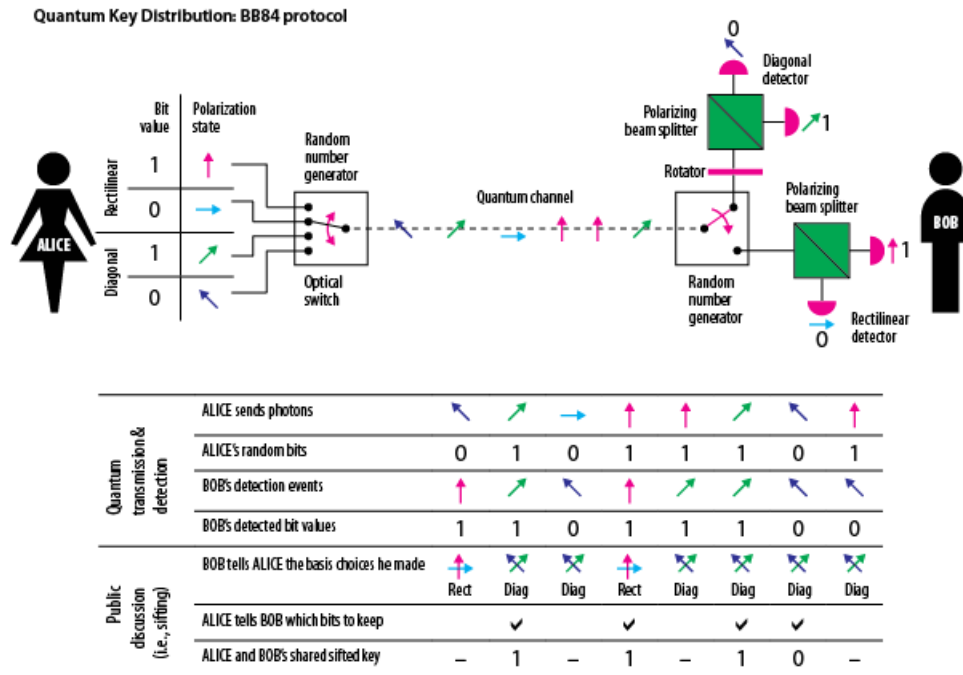 Quantum Key Distribution: BB84 protocol
0
Diagonal
detector
Bit
value
Polarization
state
Polarizing
beam splitter
1
Random
number
generator
Rectilinear
1
Rotator
Quantum channel
Polarizing
beam splitter
0
ALICE
BOB
Diagonal
1
1
0
Optical
switch
Random
number
generator
Rectilinear
detector
0
Quantum
transmission &
detection
ALICE sends photons
ALICE's random bits 0 1 0 1 1 1 0 1
BOB's detection events
BOB's detected bit values 1 1 0 1 1 1 0 0
Public
discussion
(i.e., sifting)
BOB tells ALICE the basis choices he made
Rect Diag Diag Rect Diag Diag Diag Diag
ALICE tells BOB which bits to keep ✓ ✓ ✓ ✓
ALICE and BOB's shared sifted key – 1 – 1 – 1 0 –